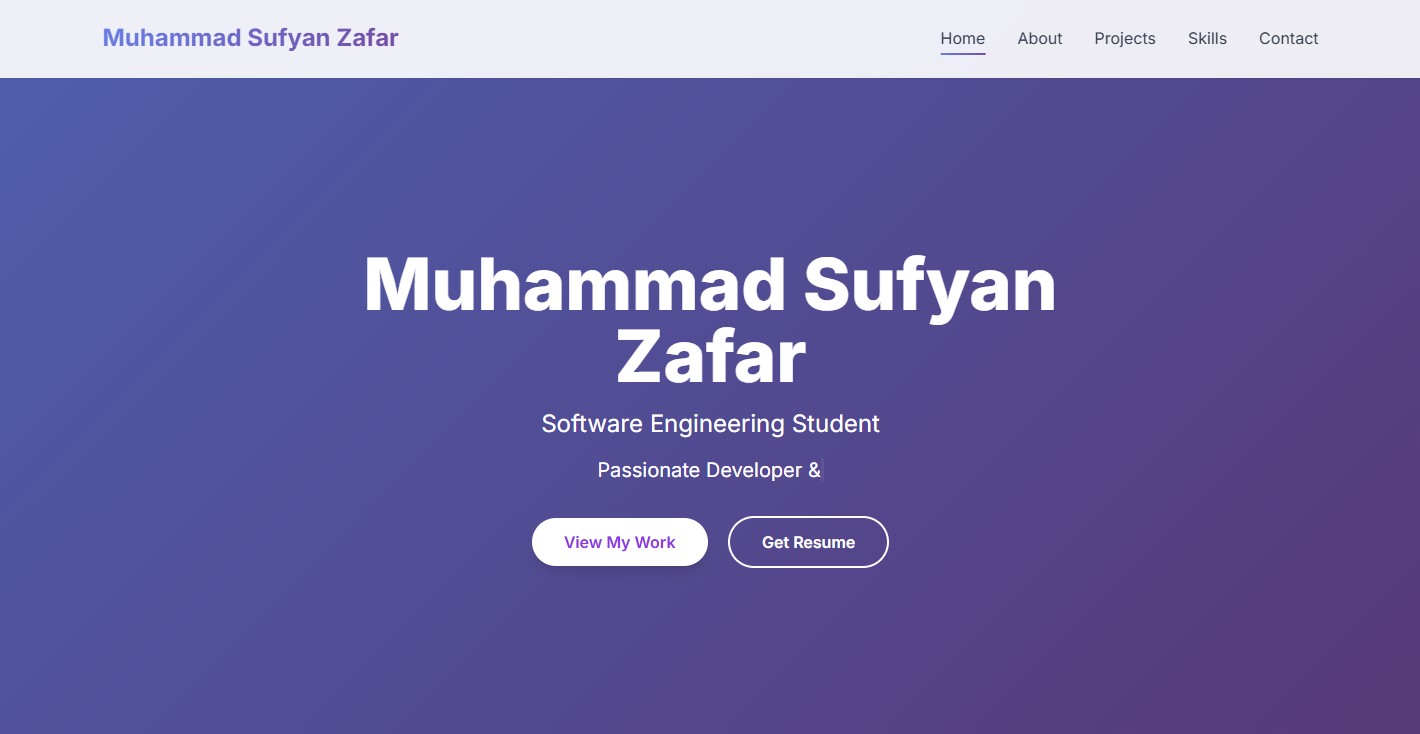 Muhammad Sufyan Zafar
Home About Projects Skills Contact
Muhammad Sufyan
Zafar
Software Engineering Student
Passionate Developer &
View My Work
Get Resume